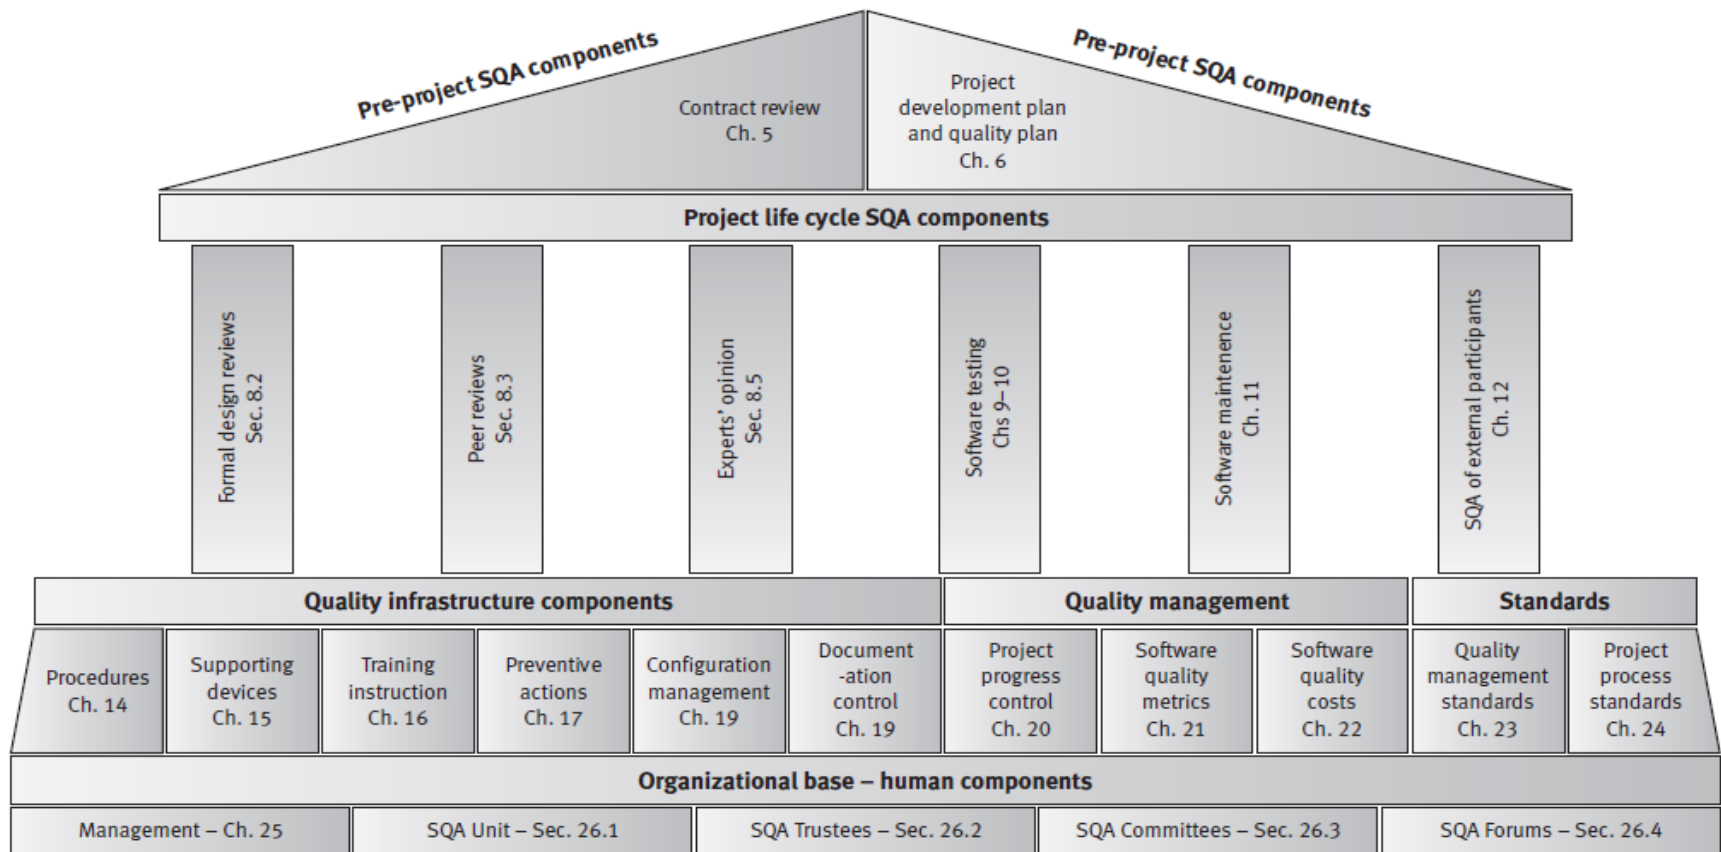 Pre-project SQA components
Pre-project SQA components
Contract review
Ch. 5
Project
development plan
and quality plan
Ch. 6
Project life cycle SQA components
Formal design reviews
Sec. 8.2
Peer reviews
Sec. 8.3
Experts' opinion
Sec. 8.5
Software testing
Chs 9–10
Software maintenence
Ch. 11
SQA of external participants
Ch. 12
Quality infrastructure components
Quality management
Standards
Procedures
Ch. 14
Supporting
devices
Ch. 15
Training
instruction
Ch. 16
Preventive
actions
Ch. 17
Configuration
management
Ch. 19
Document
-ation
control
Ch. 19
Project
progress
control
Ch. 20
Software
quality
metrics
Ch. 21
Software
quality
costs
Ch. 22
Quality
management
standards
Ch. 23
Project
process
standards
Ch. 24
Organizational base – human components
Management – Ch. 25
SQA Unit – Sec. 26.1
SQA Trustees – Sec. 26.2
SQA Committees – Sec. 26.3
SQA Forums – Sec. 26.4